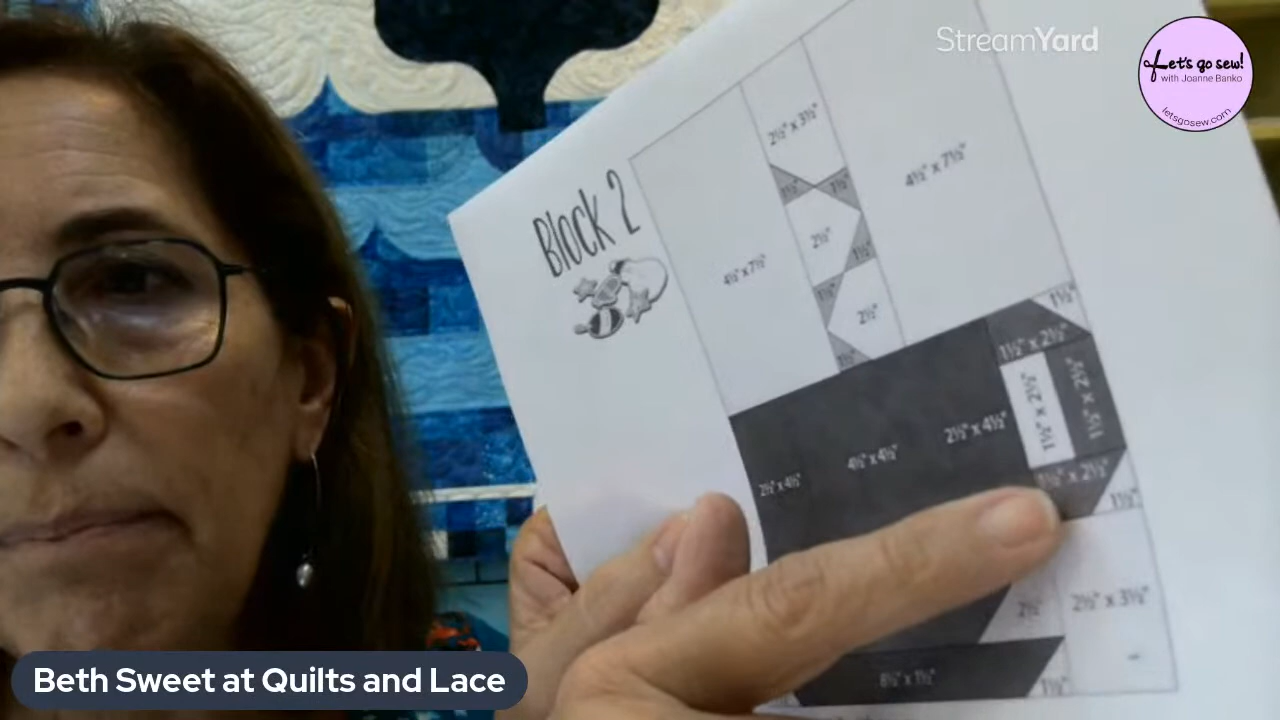 StreamYard
Let's go sew!
with Joanne Banko
letsgosew.com
Block 2
2½" x 3½"
4½" x 7½"
1½" 1½"
2½"
1½"
4½" x 7½"
1½"
2½"
1½"
1½"
1½" x 2½"
1½" x 2½"
1½" x 2½"
2½" x 4½"
4½" x 4½"
2½" x 4½"
1½" x 2½"
1½"
2½"
2½" x 3½"
8½" x 1½"
1½"
Beth Sweet at Quilts and Lace